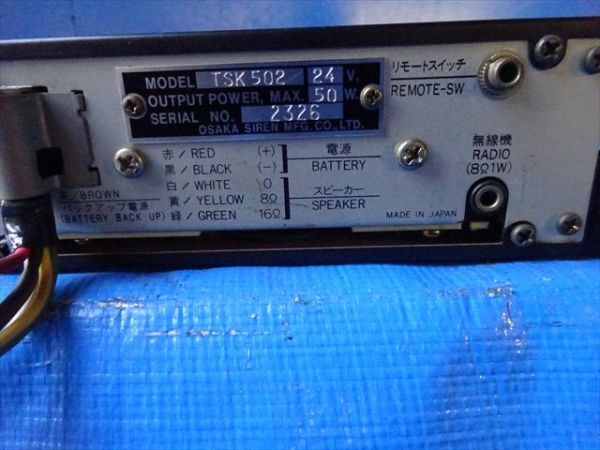 MODEL TSK502 24 V.
OUTPUT POWER, MAX. 50 W.
SERIAL NO. 2326
OSAKA SIREN MFG. CO., LTD.
リモートスイッチ
REMOTE-SW
無線機
RADIO
(8Ω1W)
赤/RED (+)
黒/BLACK (−)
電源
BATTERY
白/WHITE 0
黄/YELLOW 8Ω
緑/GREEN 16Ω
スピーカー
SPEAKER
茶/BROWN
バックアップ電源
(BATTERY BACK UP)
MADE IN JAPAN